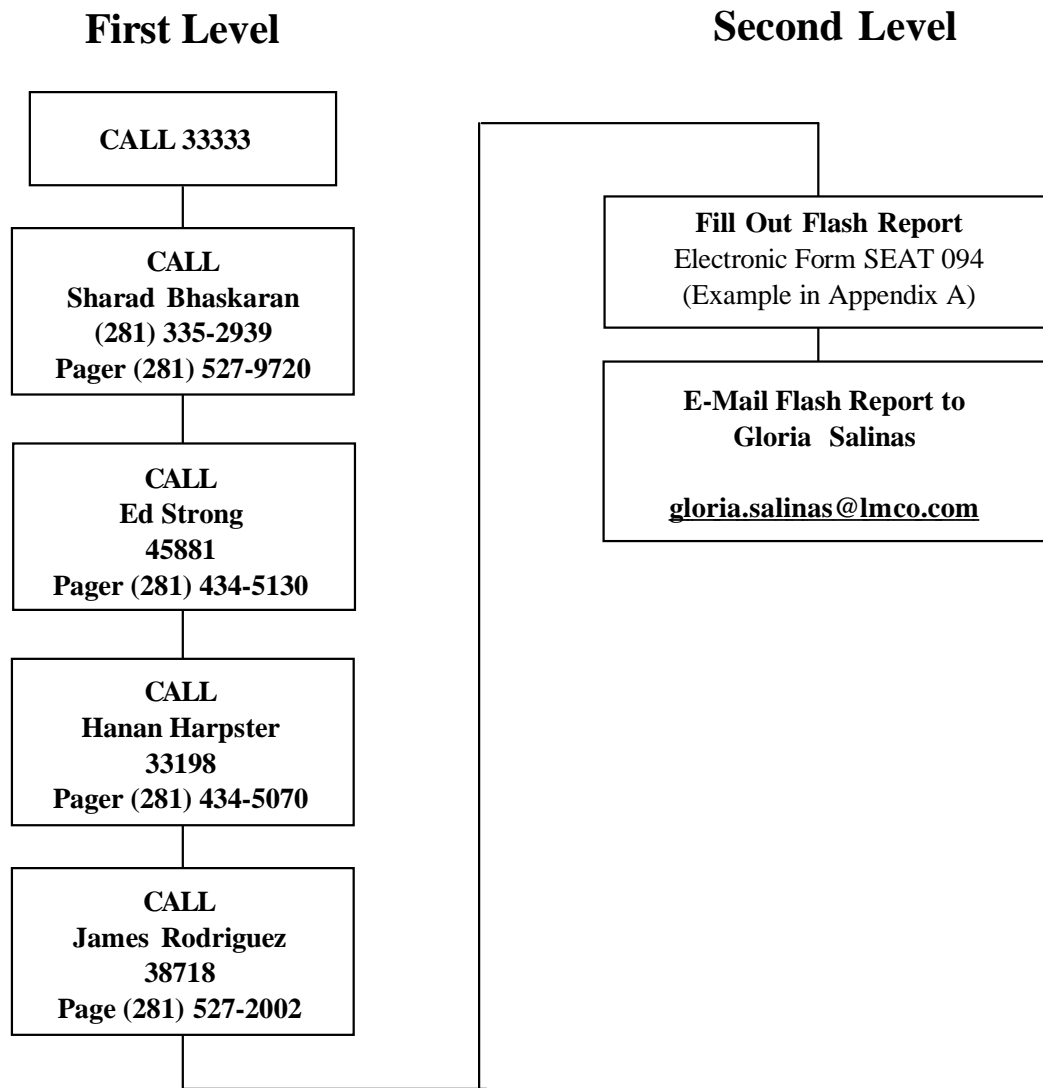 First Level
CALL 33333
CALL
Sharad Bhaskaran
(281) 335-2939
Pager (281) 527-9720
CALL
Ed Strong
45881
Pager (281) 434-5130
CALL
Hanan Harpster
33198
Pager (281) 434-5070
CALL
James Rodriguez
38718
Page (281) 527-2002
Second Level
Fill Out Flash Report
Electronic Form SEAT 094
(Example in Appendix A)
E-Mail Flash Report to
Gloria Salinas
gloria.salinas@lmco.com